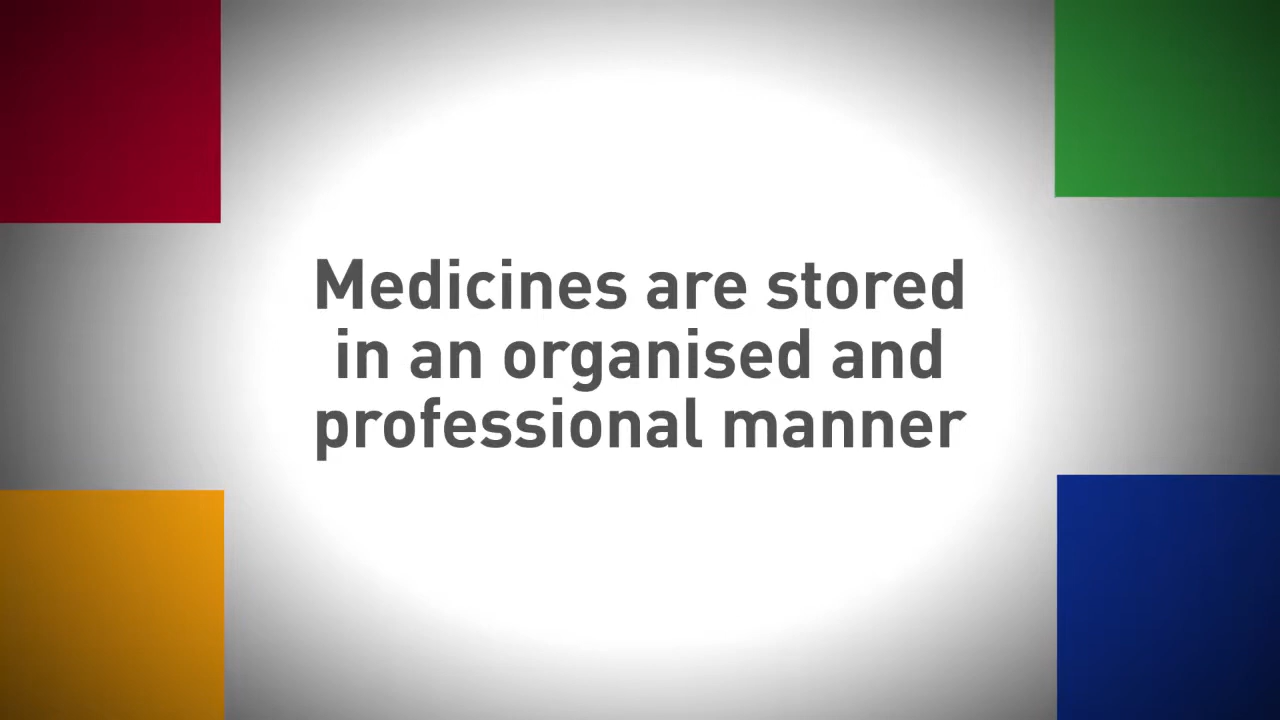 Medicines are stored
in an organised and
professional manner